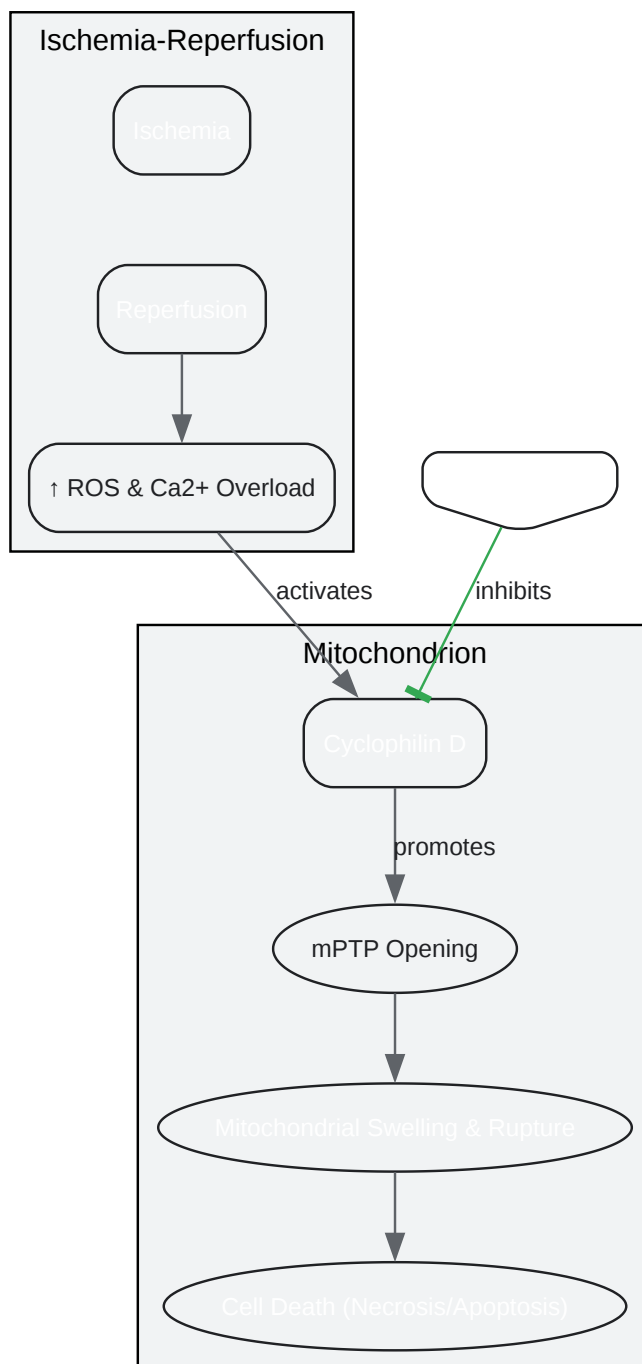 Ischemia-Reperfusion
Ischemia
Reperfusion
↑ ROS & Ca2+ Overload
activates
inhibits
Mitochondrion
Cyclophilin D
promotes
mPTP Opening
Mitochondrial Swelling & Rupture
Cell Death (Necrosis/Apoptosis)